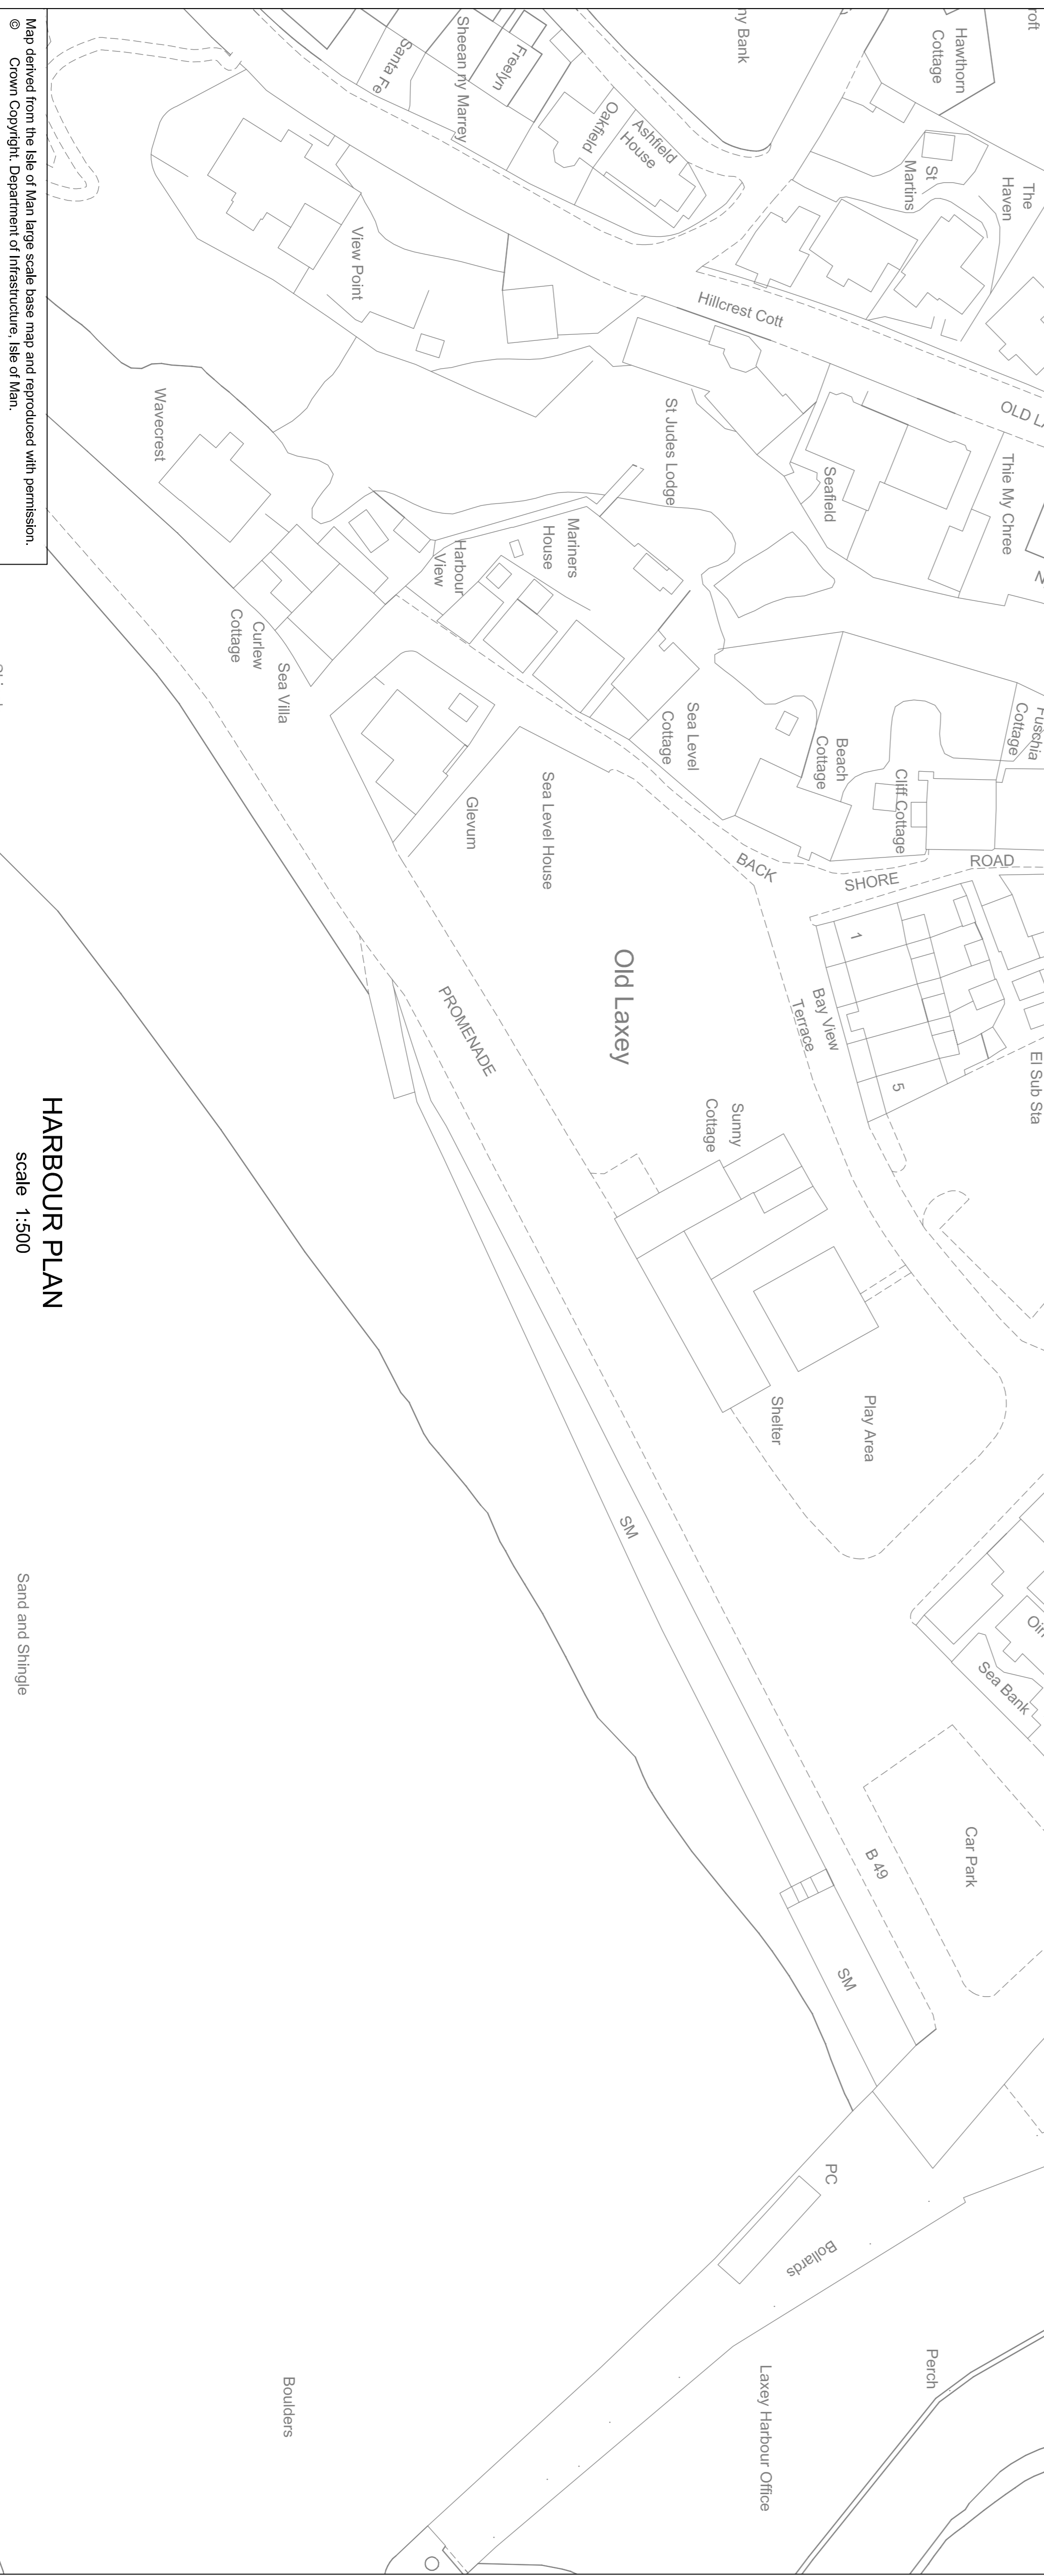 Hawthorn
Cottage
The
Haven
St
Martins
Ashfield
House
Oakfield
Freelyn
Sheean ny Marrey
Santa Fe
ny Bank
View Point
Hillcrest Cott
OLD
Thie My Chree
Seafield
St Judes Lodge
Wavecrest
Mariners
House
Harbour
View
Curlew
Cottage
Sea Villa
Fuschia
Cottage
Cliff Cottage
Beach
Cottage
Sea Level
Cottage
Sea Level House
Glevum
BACK
SHORE
ROAD
1
Bay View
Terrace
5
El Sub Sta
Old Laxey
PROMENADE
Sunny
Cottage
Play Area
Shelter
SM
Sea Bank
Car Park
B 49
SM
PC
Bollards
Perch
Laxey Harbour Office
Boulders
Sand and Shingle
HARBOUR PLAN
scale 1:500
Map derived from the Isle of Man large scale base map and reproduced with permission.
© Crown Copyright. Department of Infrastructure, Isle of Man.